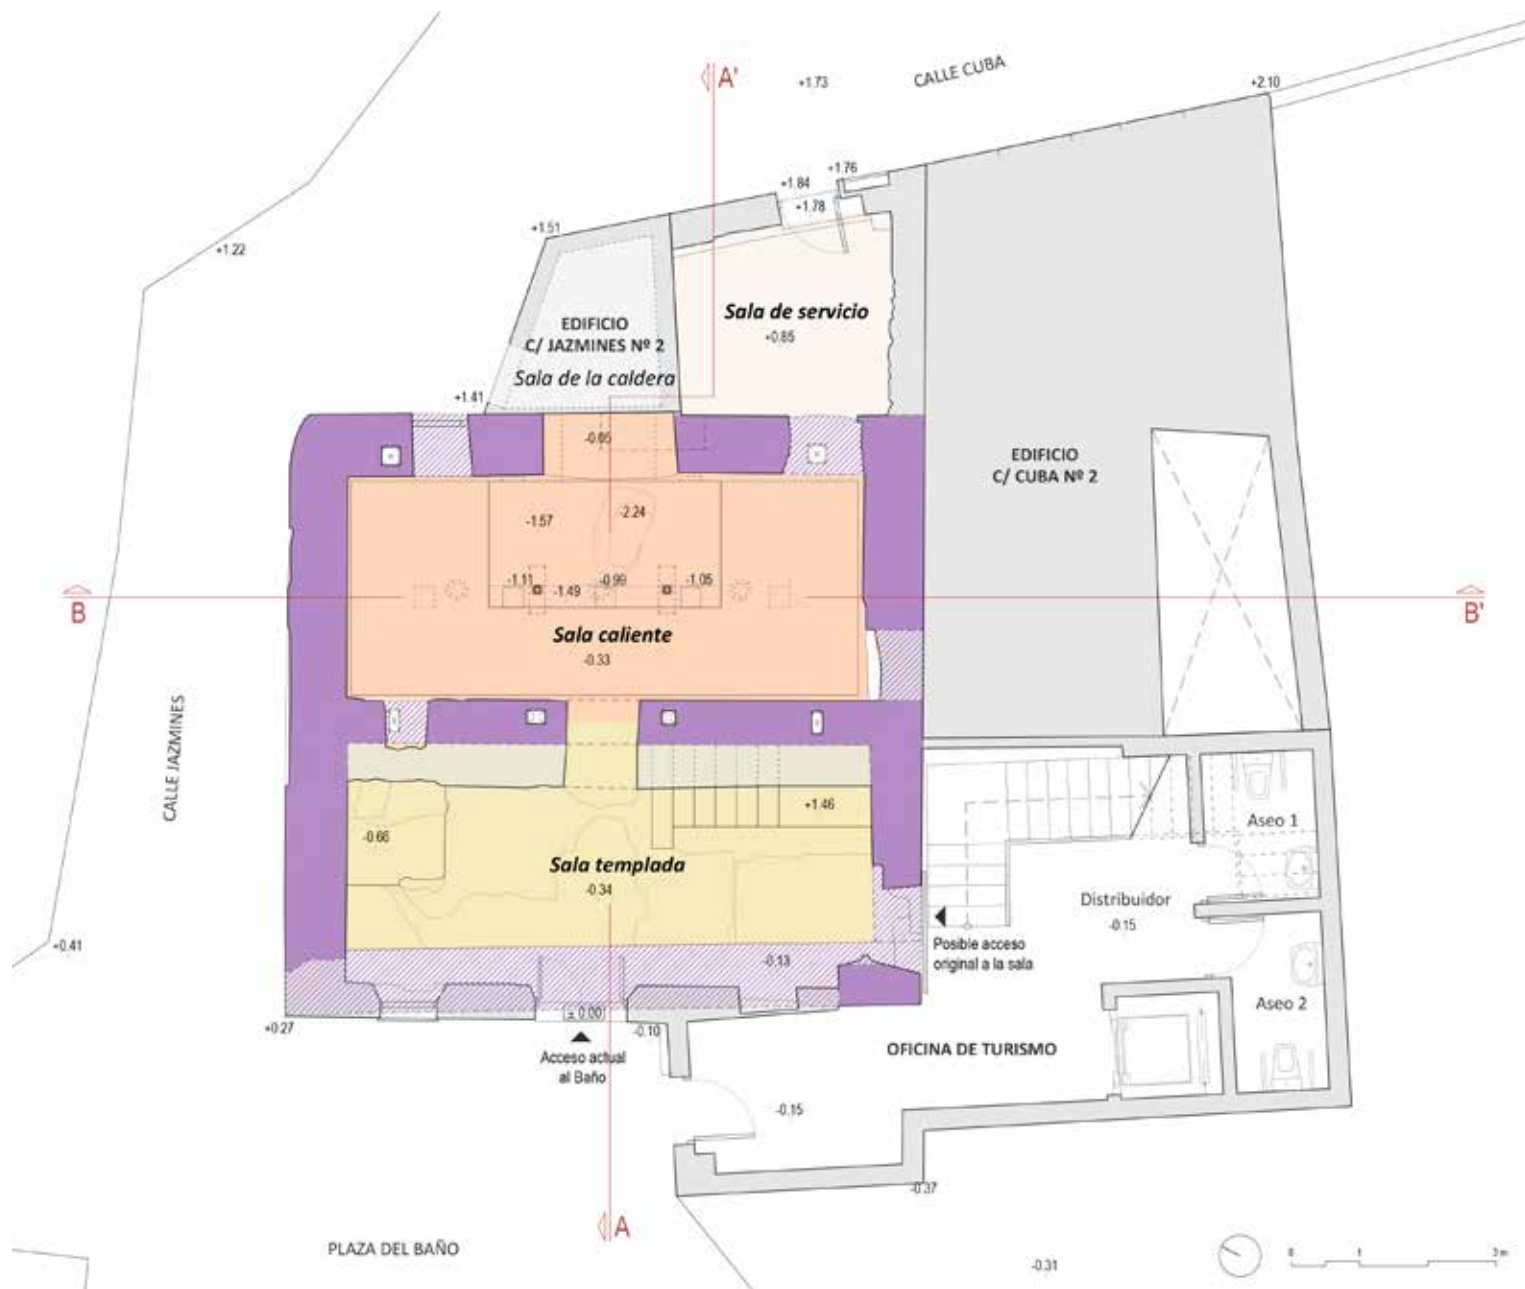 CALLE CUBA
A'
+1.73
+2.10
+1.76
+1.84
+1.78
+1.51
+1.22
Sala de servicio
+0.85
EDIFICIO
C/ JAZMINES Nº 2
Sala de la caldera
+1.41
-0.05
EDIFICIO
C/ CUBA Nº 2
-1.57
-2.24
-1.11
-1.49
-0.99
-1.05
B
B'
Sala caliente
-0.33
CALLE JAZMINES
+1.46
-0.66
Sala templada
-0.34
Aseo 1
Distribuidor
-0.15
Posible acceso
original a la sala
+0.41
-0.13
Aseo 2
± 0.00
+0.27
-0.10
Acceso actual
al Baño
OFICINA DE TURISMO
-0.15
-0.37
A
PLAZA DEL BAÑO
-0.31
0 1 3m